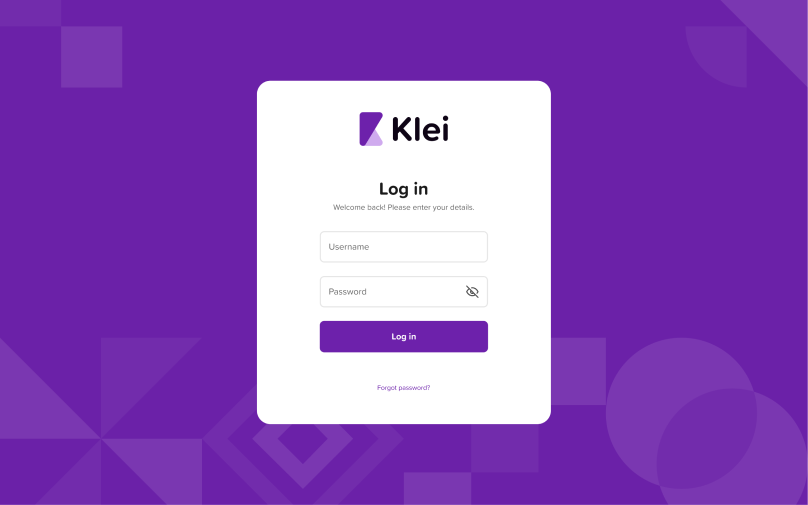 Klei
Log in
Welcome back! Please enter your details.
Username
Password
Log in
Forgot password?